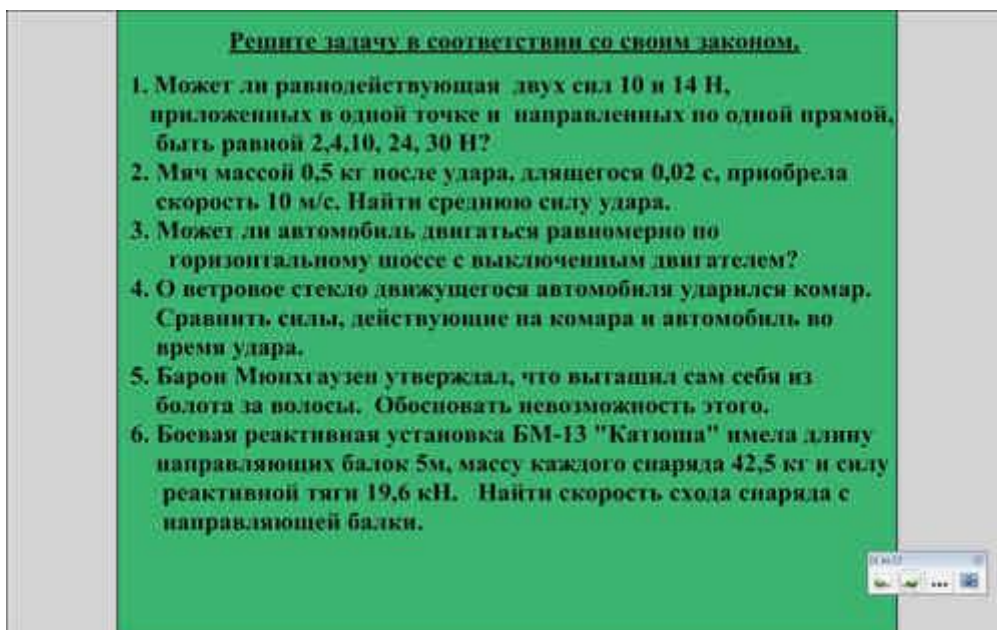 Решите задачу в соответствии со своим законом.
1. Может ли равнодействующая двух сил 10 и 14 Н,
приложенных в одной точке и направленных по одной прямой,
быть равной 2,4,10, 24, 30 Н?
2. Мяч массой 0,5 кг после удара, длящегося 0,02 с, приобрела
скорость 10 м/с. Найти среднюю силу удара.
3. Может ли автомобиль двигаться равномерно по
горизонтальному шоссе с выключенным двигателем?
4. О ветровое стекло движущегося автомобиля ударился комар.
Сравнить силы, действующие на комара и автомобиль во
время удара.
5. Барон Мюнхгаузен утверждал, что вытащил сам себя из
болота за волосы. Обосновать невозможность этого.
6. Боевая реактивная установка БМ-13 "Катюша" имела длину
направляющих балок 5м, массу каждого снаряда 42,5 кг и силу
реактивной тяги 19,6 кН. Найти скорость схода снаряда с
направляющей балки.